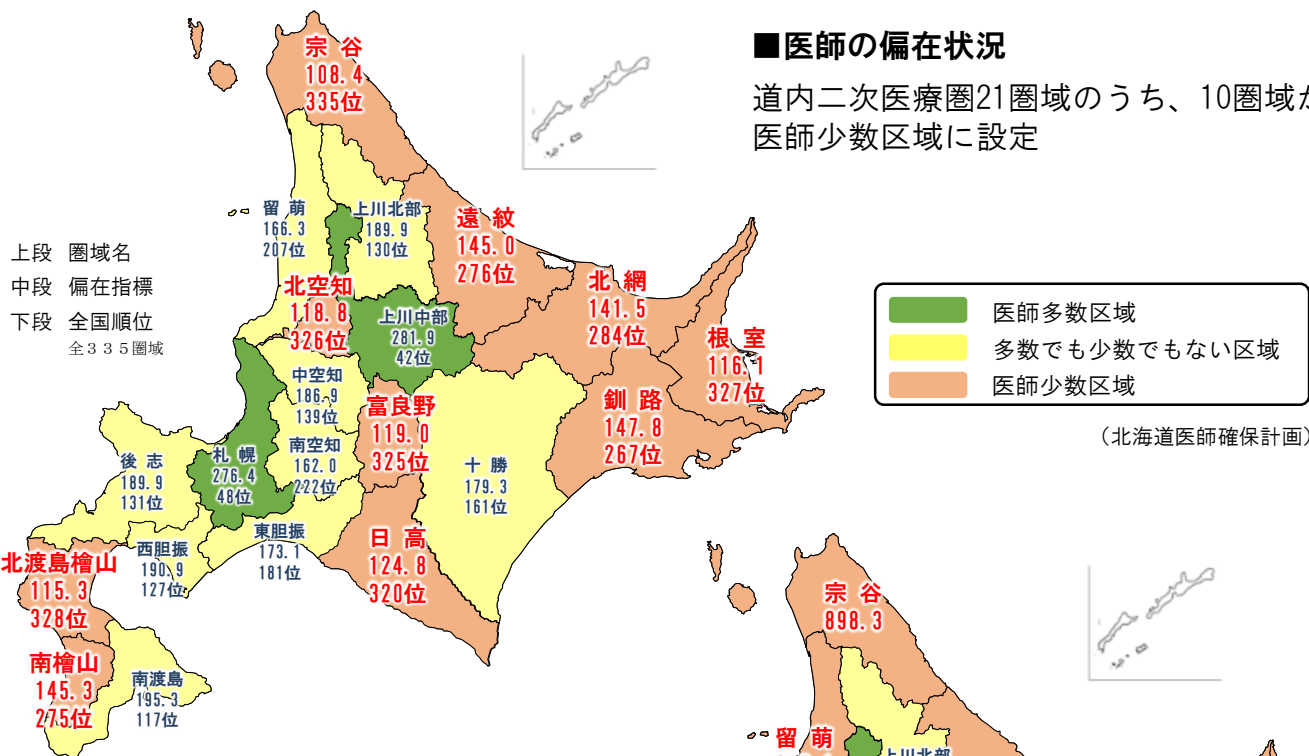 ■医師の偏在状況
道内二次医療圏21圏域のうち、10圏域が
医師少数区域に設定
上段 圏域名
中段 偏在指標
下段 全国順位
全３３５圏域
医師多数区域
多数でも少数でもない区域
医師少数区域
（北海道医師確保計画）
宗 谷
108.4
335位
留 萌
166.3
207位
上川北部
189.9
130位
遠 紋
145.0
276位
北空知
118.8
326位
上川中部
281.9
42位
北 網
141.5
284位
根 室
116.1
327位
中空知
186.9
139位
富良野
119.0
325位
釧 路
147.8
267位
後 志
189.9
131位
札 幌
276.4
48位
南空知
162.0
222位
十 勝
179.3
161位
西胆振
190.9
127位
東胆振
173.1
181位
日 高
124.8
320位
北渡島檜山
115.3
328位
南檜山
145.3
275位
南渡島
195.3
117位
宗 谷
898.3
留 萌
上川北部